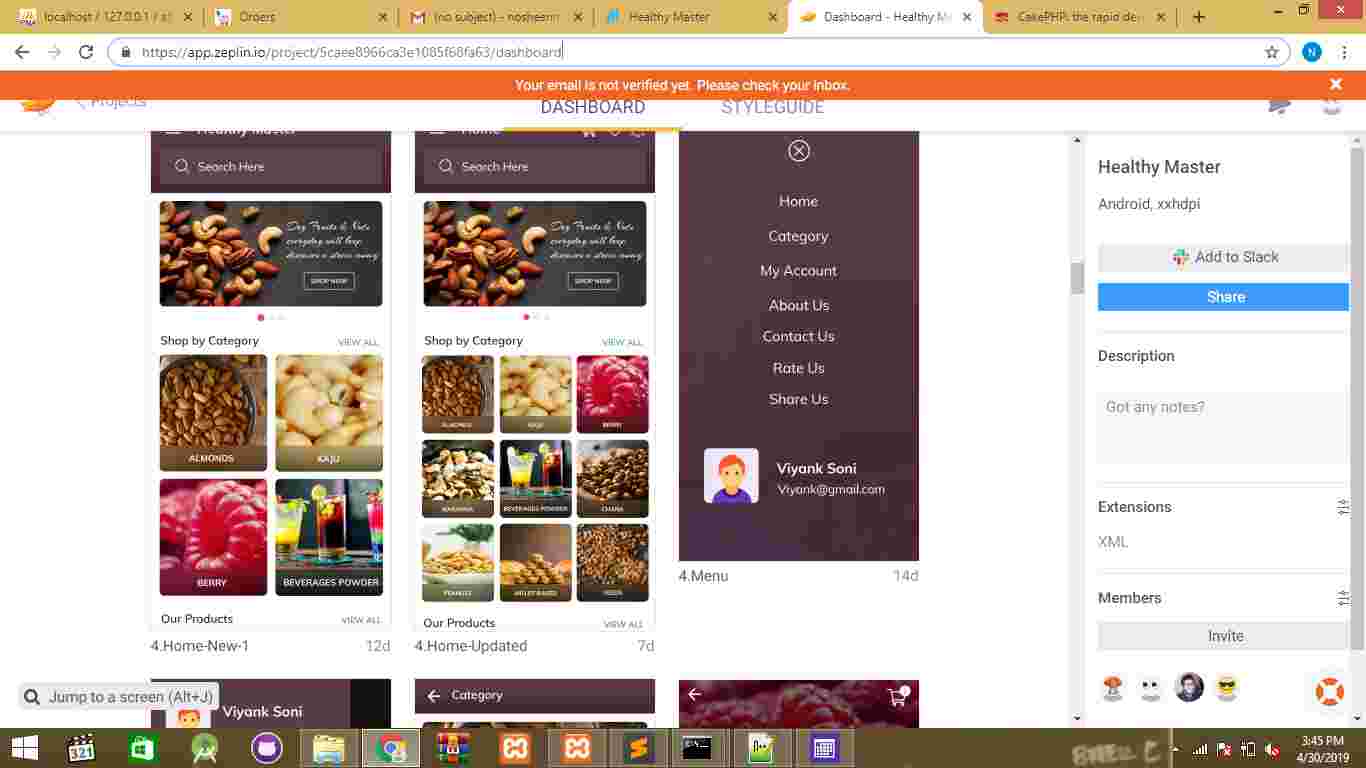 localhost / 127.0.0.1 /
Orders
(no subject) - nosheenn
Healthy Master
Dashboard - Healthy M
CakePHP: the rapid de
https://app.zeplin.io/project/5caee8966ca3e1085f68fa63/dashboard
N
Your email is not verified yet. Please check your inbox.
Projects
DASHBOARD
STYLEGUIDE
Healthy Master
Search Here
Dry Fruits & Nuts
everyday will keep
diseases & stress away
SHOP NOW
Shop by Category
VIEW ALL
ALMONDS
KAJU
BERRY
BEVERAGES POWDER
Our Products
VIEW ALL
4.Home-New-1
12d
Home
Search Here
Dry Fruits & Nuts
everyday will keep
diseases & stress away
SHOP NOW
Shop by Category
VIEW ALL
ALMONDS
KAJU
BERRY
BEVERAGES POWDER
CHANA
PEANUTS
SEEDS
Our Products
VIEW ALL
4.Home-Updated
7d
Home
Category
My Account
About Us
Contact Us
Rate Us
Share Us
Viyank Soni
Viyank@gmail.com
4.Menu
14d
Viyank Soni
Category
Jump to a screen (Alt+J)
Healthy Master
Android, xxhdpi
Add to Slack
Share
Description
Got any notes?
Extensions
XML
Members
Invite
321
3:45 PM
4/30/2019